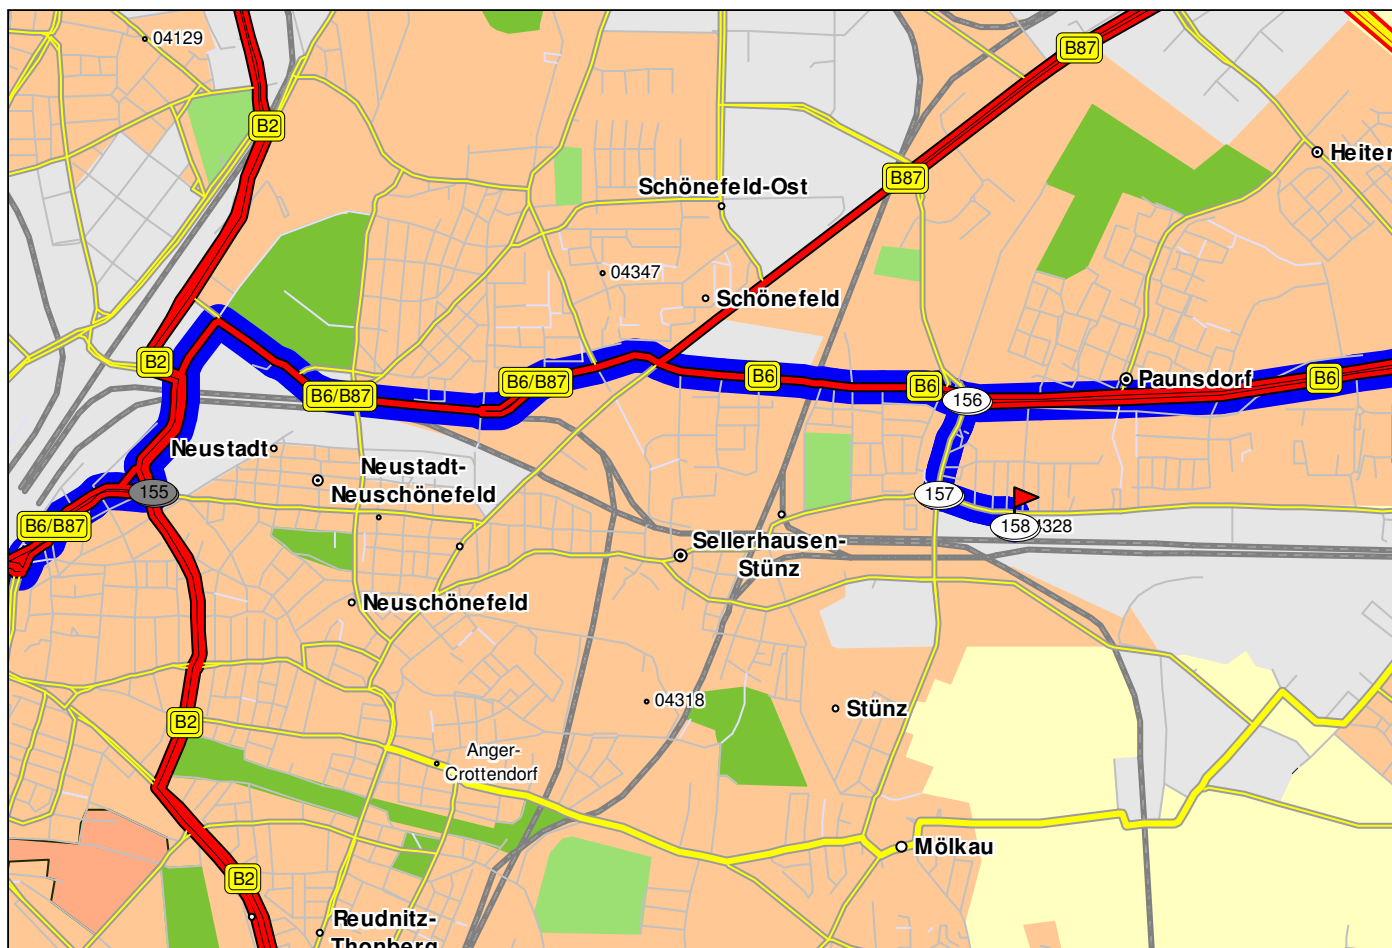 04129
B87
B2
Heiter
B87
Schönefeld-Ost
04347
Schönefeld
B2
B6/B87
B6/B87
B6
B6
Paunsdorf
B6
156
Neustadt
Neustadt-
Neuschönefeld
155
157
B6/B87
158
4328
Sellerhausen-
Stünz
Neuschönefeld
04318
Stünz
B2
Anger-
Crottendorf
Mölkau
B2
Reudnitz-
Thonberg